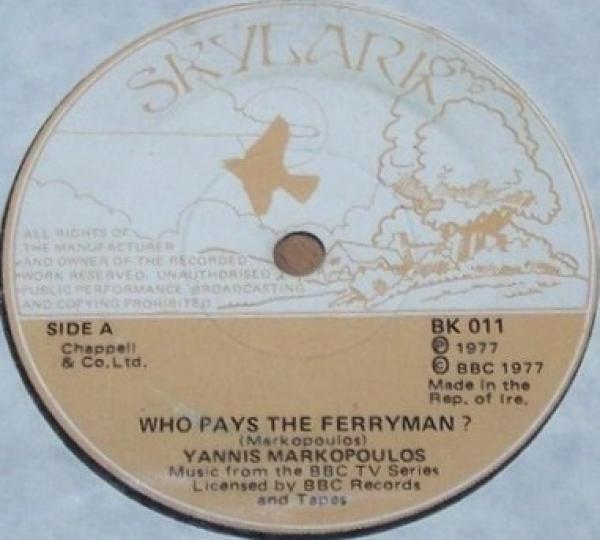 SKYLARK
ALL RIGHTS OF
THE MANUFACTURER
AND OWNER OF THE RECORDED
WORK RESERVED. UNAUTHORISED
PUBLIC PERFORMANCE, BROADCASTING
AND COPYING PROHIBITED
SIDE A
Chappell
& Co.Ltd.
BK 011
℗ 1977
© BBC 1977
Made in the
Rep. of Ire.
WHO PAYS THE FERRYMAN ?
(Markopoulos)
YANNIS MARKOPOULOS
Music from the BBC TV Series
Licensed by BBC Records
and Tapes